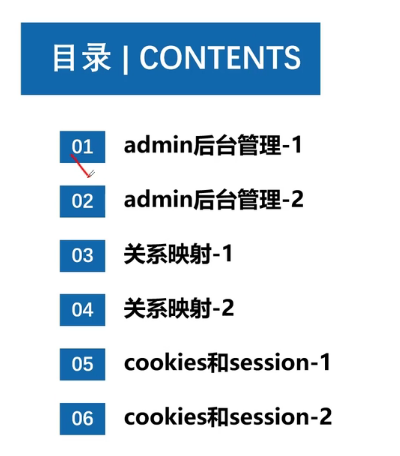 目录 | CONTENTS
01 admin后台管理-1
02 admin后台管理-2
03 关系映射-1
04 关系映射-2
05 cookies和session-1
06 cookies和session-2